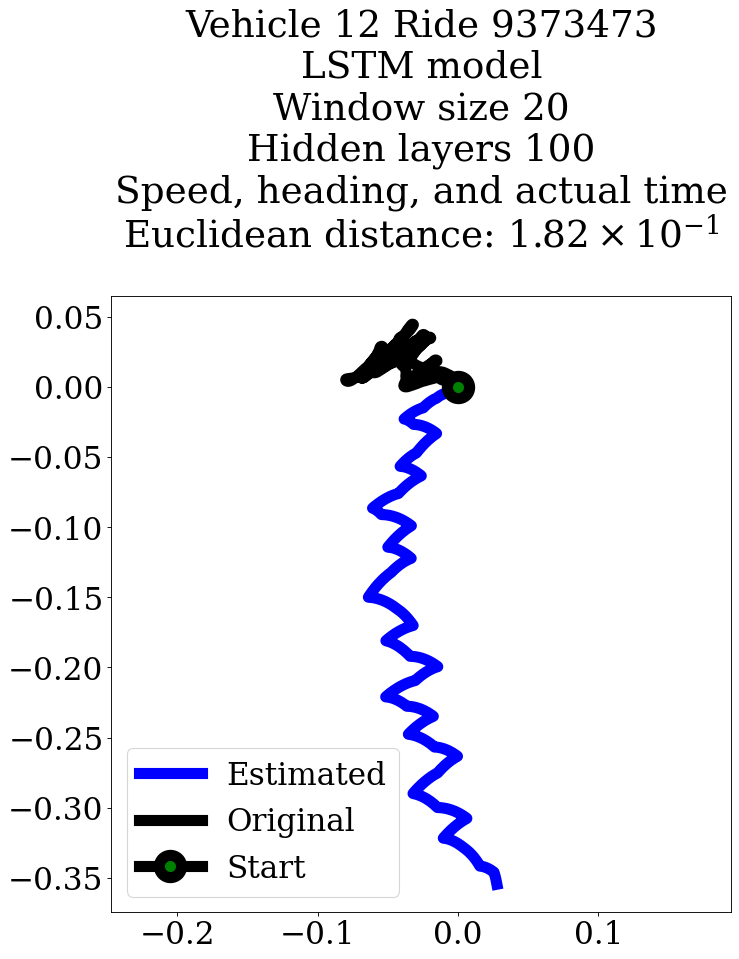 Vehicle 12 Ride 9373473
LSTM model
Window size 20
Hidden layers 100
Speed, heading, and actual time
Euclidean distance: 1.82 × 10⁻¹
0.05
0.00
−0.05
−0.10
−0.15
−0.20
−0.25
−0.30
−0.35
Estimated
Original
Start
−0.2
−0.1
0.0
0.1